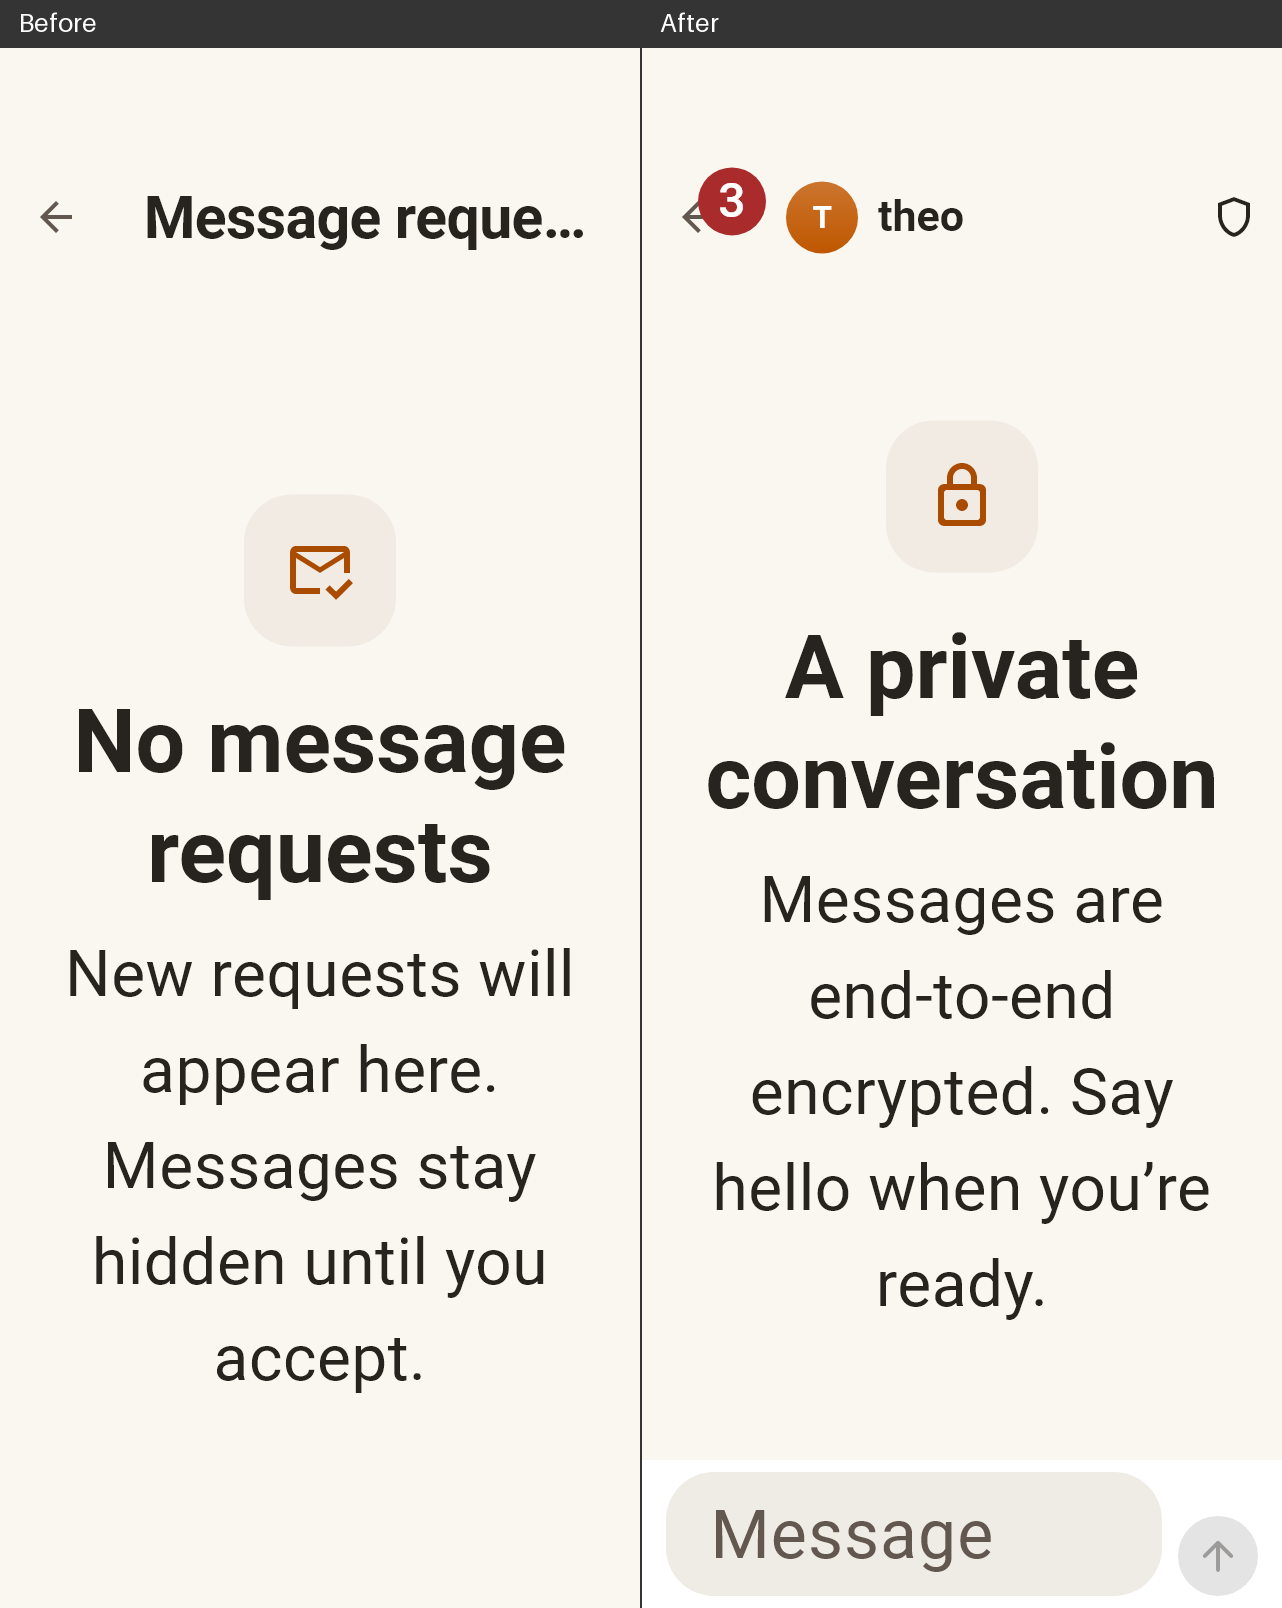 Before
Message reque…
No message
requests
New requests will
appear here.
Messages stay
hidden until you
accept.
After
3
T
theo
A private
conversation
Messages are
end-to-end
encrypted. Say
hello when you’re
ready.
Message